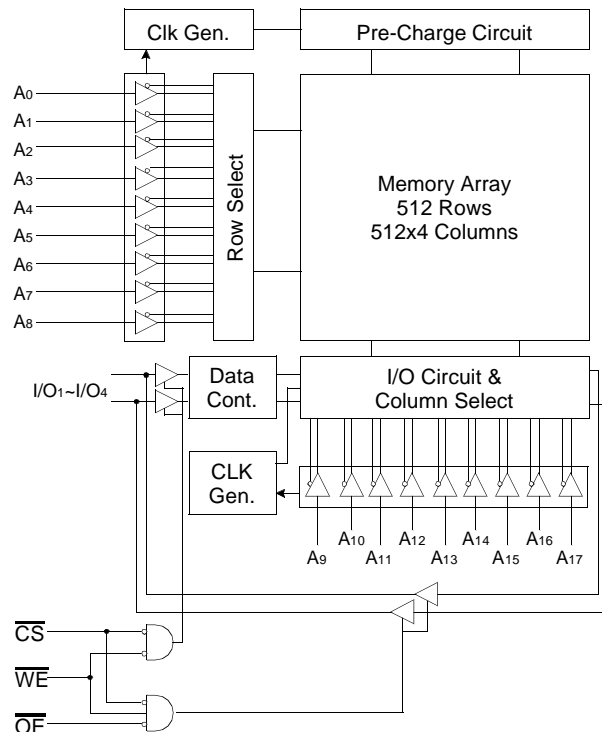 Clk Gen.
Pre-Charge Circuit
A0
A1
A2
A3
A4
A5
A6
A7
A8
Row Select
Memory Array
512 Rows
512x4 Columns
I/O1~I/O4
Data
Cont.
I/O Circuit &
Column Select
CLK
Gen.
A9
A10
A11
A12
A13
A14
A15
A16
A17
CS
WE
OE